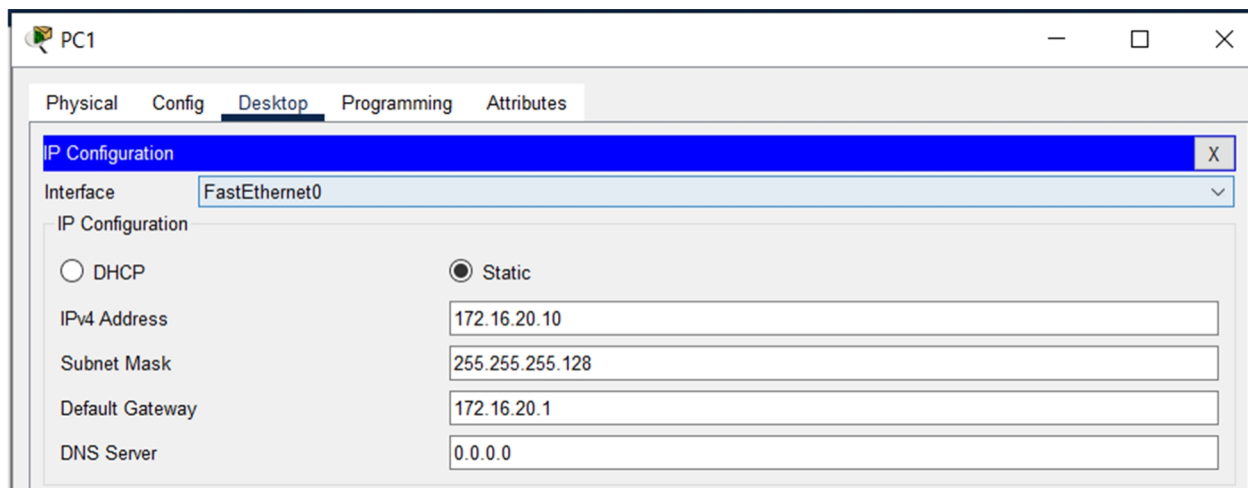 PC1
Physical Config Desktop Programming Attributes
IP Configuration X
Interface FastEthernet0
IP Configuration
DHCP Static
IPv4 Address 172.16.20.10
Subnet Mask 255.255.255.128
Default Gateway 172.16.20.1
DNS Server 0.0.0.0